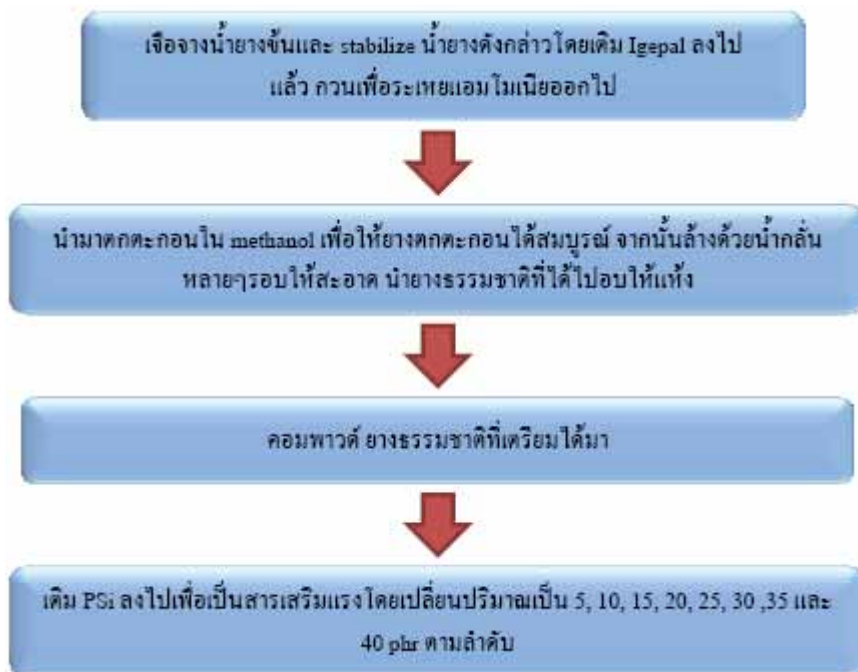 เจือจางน้ำยางข้นและ stabilize น้ำยางดังกล่าวโดยเติม Igepal ลงไป
แล้ว กวนเพื่อระเหยแอมโมเนียออกไป
นำมาตกตะกอนใน methanol เพื่อให้ยางตกตะกอนได้สมบูรณ์ จากนั้นล้างด้วยน้ำกลั่น
หลายๆรอบให้สะอาด นำยางธรรมชาติที่ได้ไปอบให้แห้ง
คอมพาวด์ ยางธรรมชาติที่เตรียมได้มา
เติม PSi ลงไปเพื่อเป็นสารเสริมแรงโดยเปลี่ยนปริมาณเป็น 5, 10, 15, 20, 25, 30 ,35 และ
40 phr ตามลำดับ